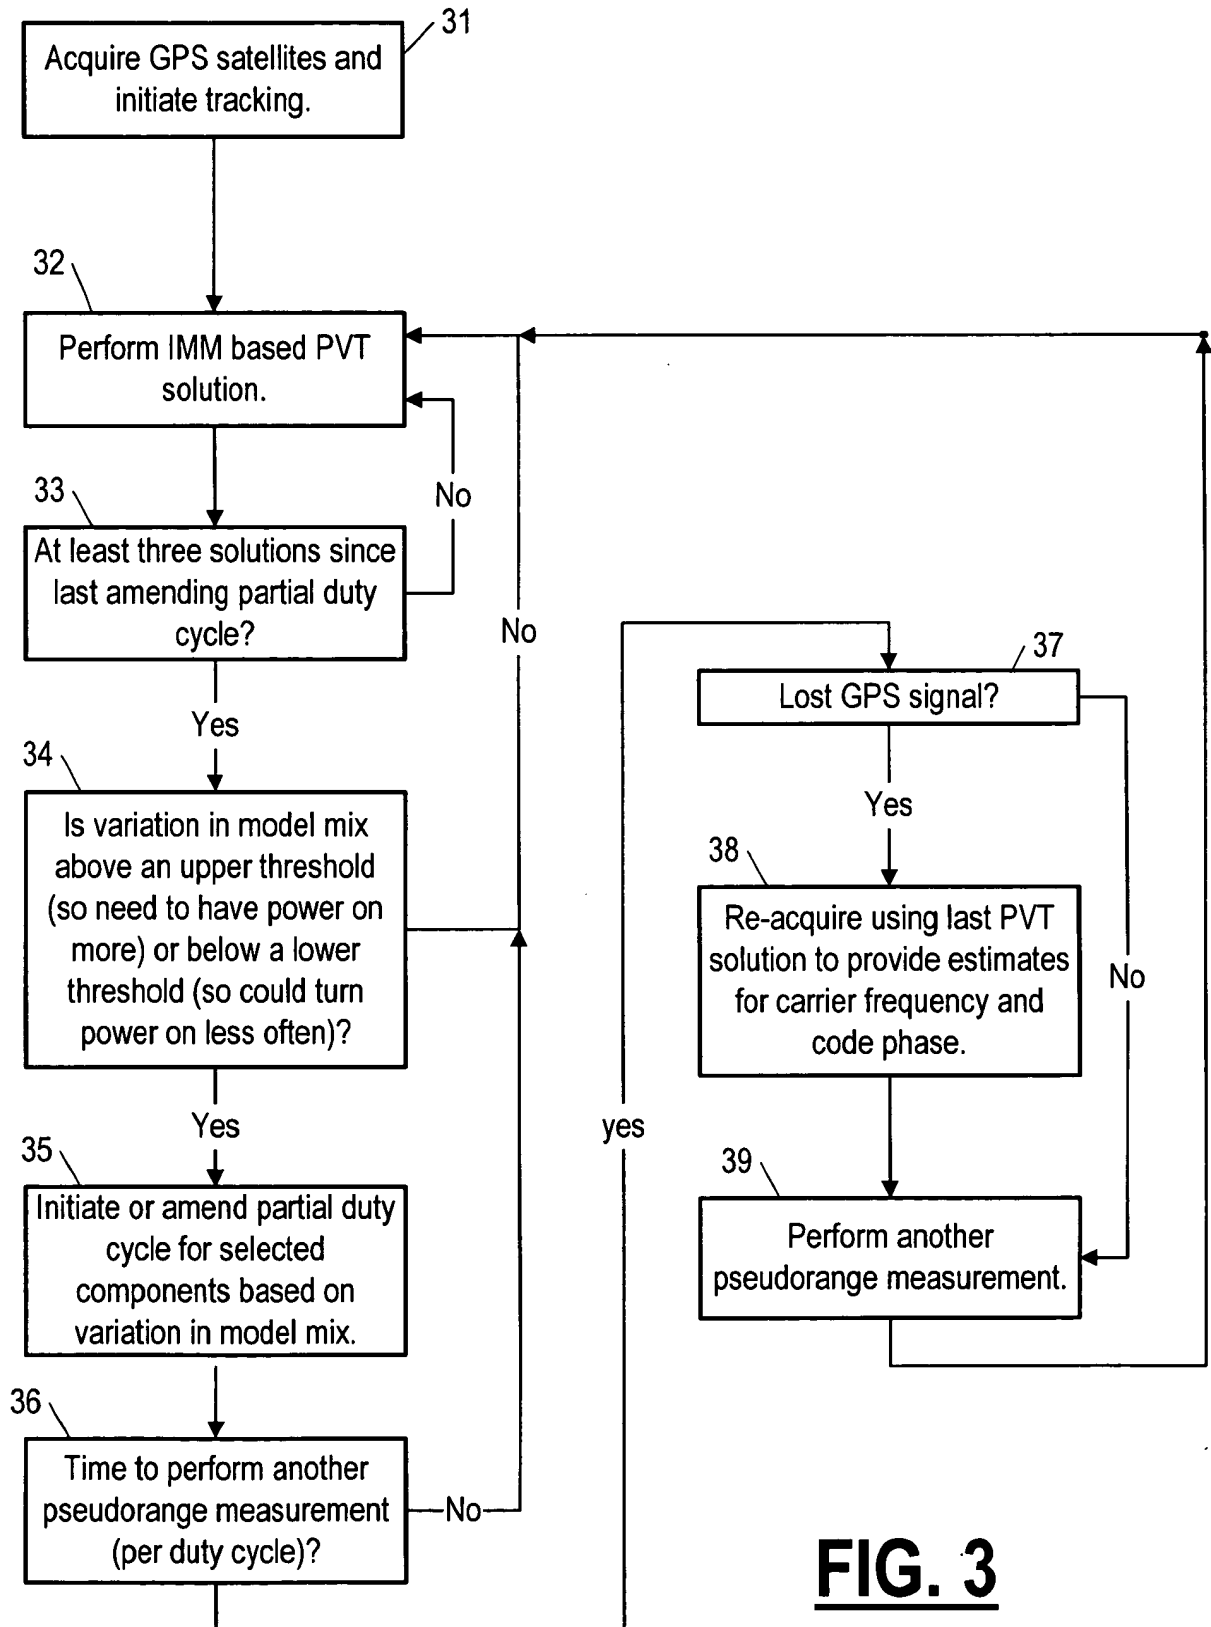 31
Acquire GPS satellites and
initiate tracking.
32
Perform IMM based PVT
solution.
No
33
At least three solutions since
last amending partial duty
cycle?
No
Yes
34
Is variation in model mix
above an upper threshold
(so need to have power on
more) or below a lower
threshold (so could turn
power on less often)?
Yes
35
Initiate or amend partial duty
cycle for selected
components based on
variation in model mix.
36
Time to perform another
pseudorange measurement
(per duty cycle)?
No
yes
37
Lost GPS signal?
Yes
No
38
Re-acquire using last PVT
solution to provide estimates
for carrier frequency and
code phase.
39
Perform another
pseudorange measurement.
FIG. 3